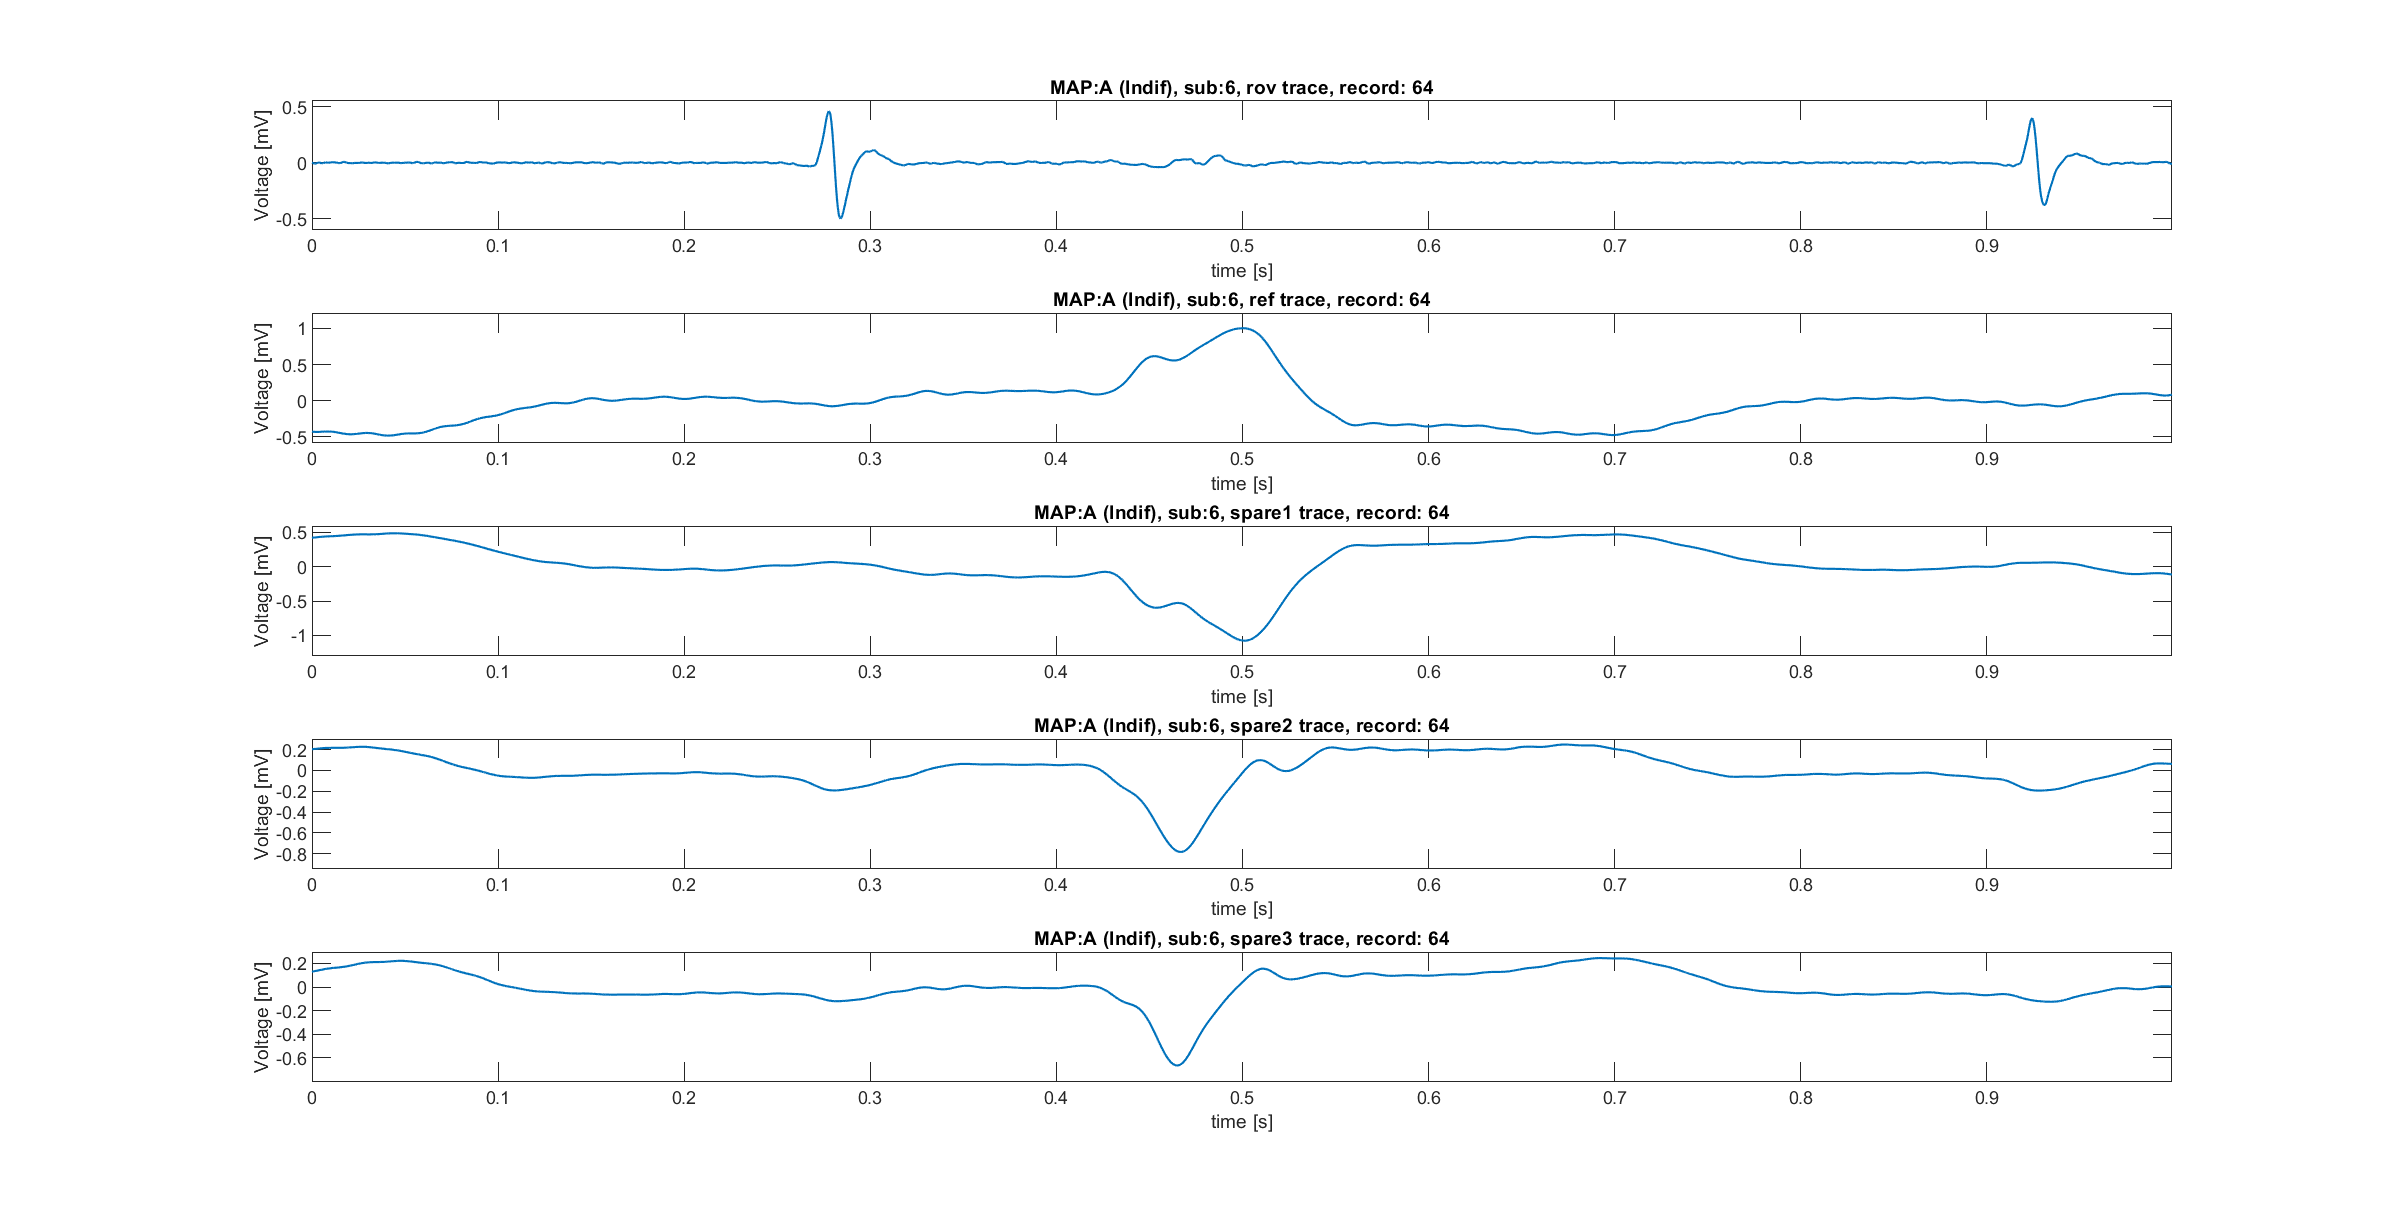 MAP:A (Indif), sub:6, rov trace, record: 64
Voltage [mV]
0.5
0
-0.5
0 0.1 0.2 0.3 0.4 0.5 0.6 0.7 0.8 0.9
time [s]
MAP:A (Indif), sub:6, ref trace, record: 64
Voltage [mV]
1
0.5
0
-0.5
0 0.1 0.2 0.3 0.4 0.5 0.6 0.7 0.8 0.9
time [s]
MAP:A (Indif), sub:6, spare1 trace, record: 64
Voltage [mV]
0.5
0
-0.5
-1
0 0.1 0.2 0.3 0.4 0.5 0.6 0.7 0.8 0.9
time [s]
MAP:A (Indif), sub:6, spare2 trace, record: 64
Voltage [mV]
0.2
0
-0.2
-0.4
-0.6
-0.8
0 0.1 0.2 0.3 0.4 0.5 0.6 0.7 0.8 0.9
time [s]
MAP:A (Indif), sub:6, spare3 trace, record: 64
Voltage [mV]
0.2
0
-0.2
-0.4
-0.6
0 0.1 0.2 0.3 0.4 0.5 0.6 0.7 0.8 0.9
time [s]